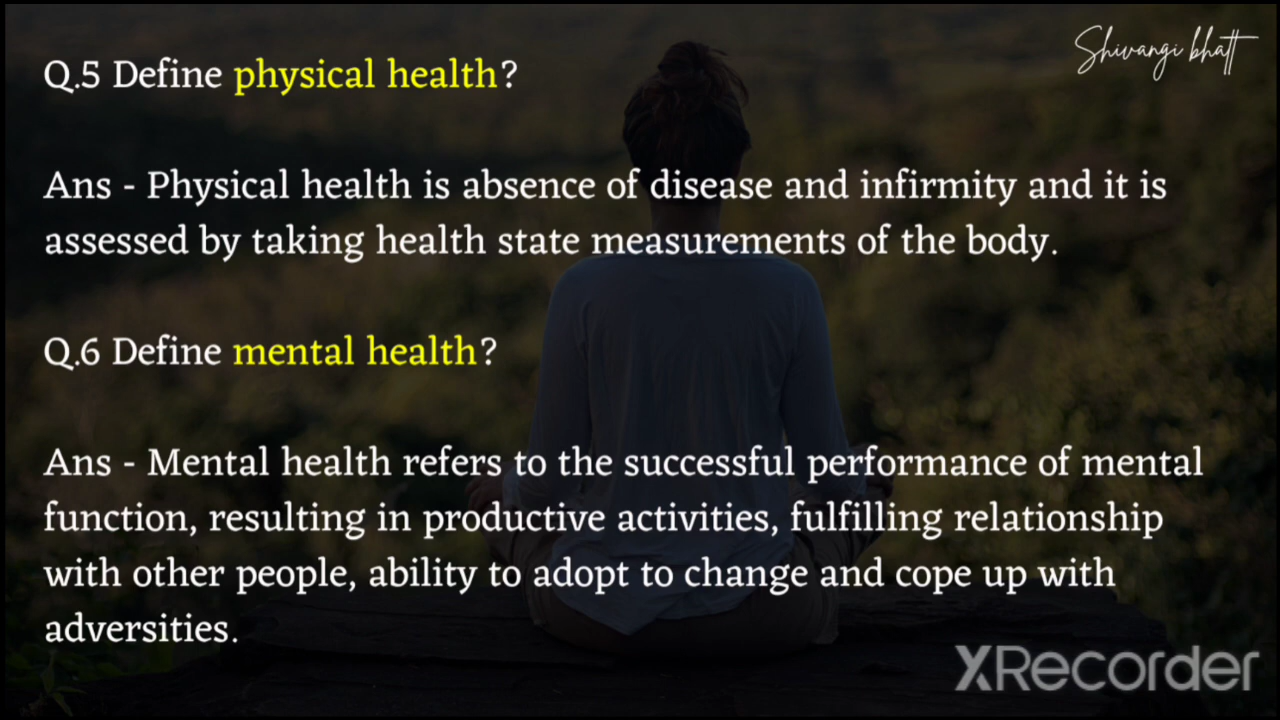 Shivangi bhatt
Q.5 Define physical health?
Ans - Physical health is absence of disease and infirmity and it is
assessed by taking health state measurements of the body.
Q.6 Define mental health?
Ans - Mental health refers to the successful performance of mental
function, resulting in productive activities, fulfilling relationship
with other people, ability to adopt to change and cope up with
adversities.
XRecorder